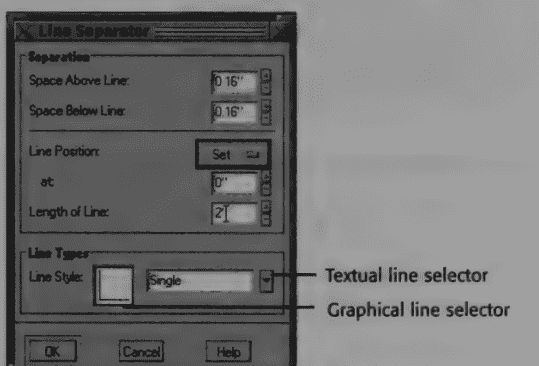 Line Separator
Separation
Space Above Line: 0.16"
Space Below Line: 0.16"
Line Position: Set
at: 0"
Length of Line: 2"
Line Types
Line Style: Single
Textual line selector
Graphical line selector
OK Cancel Help